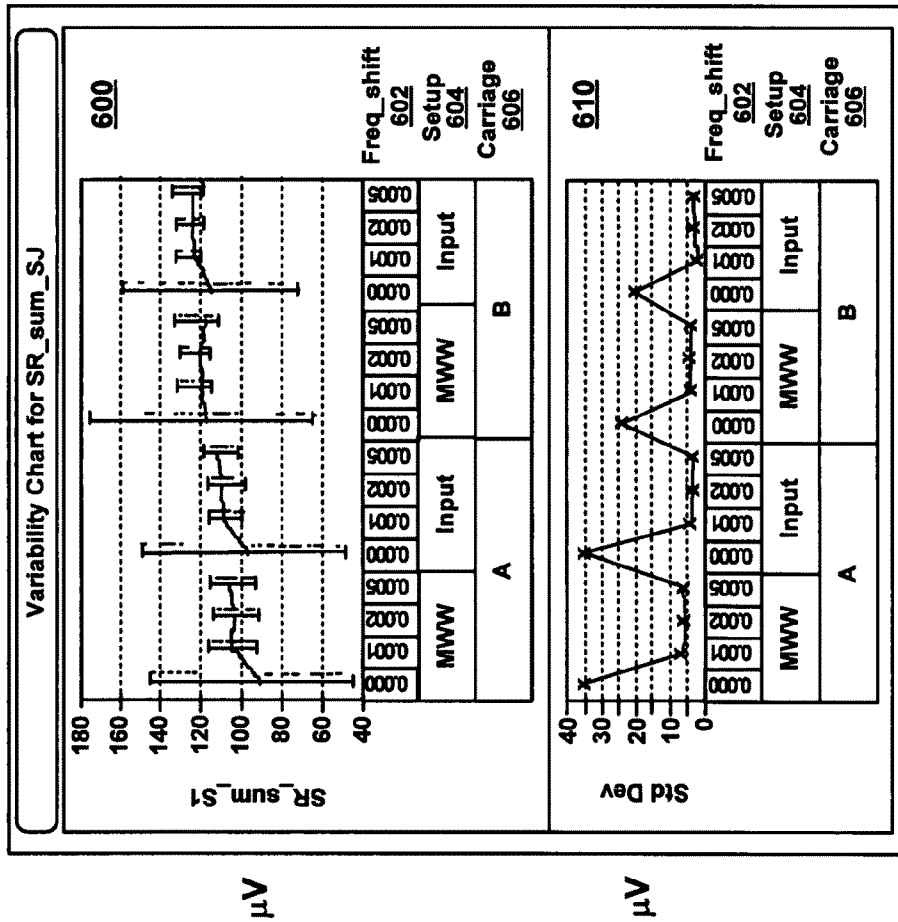 Variability Chart for SR_sum_SJ
600
µV
SR_sum_S1
180
160
140
120
100
80
60
40
0.000 0.001 0.002 0.005 0.000 0.001 0.002 0.005 0.000 0.001 0.002 0.005 0.000 0.001 0.002 0.005
Freq_shift
602
MWW Input MWW Input
Setup
604
A B
Carriage
606
610
µV
Std Dev
40
30
20
10
0
0.000 0.001 0.002 0.005 0.000 0.001 0.002 0.005 0.000 0.001 0.002 0.005 0.000 0.001 0.002 0.005
Freq_shift
602
MWW Input MWW Input
Setup
604
A B
Carriage
606